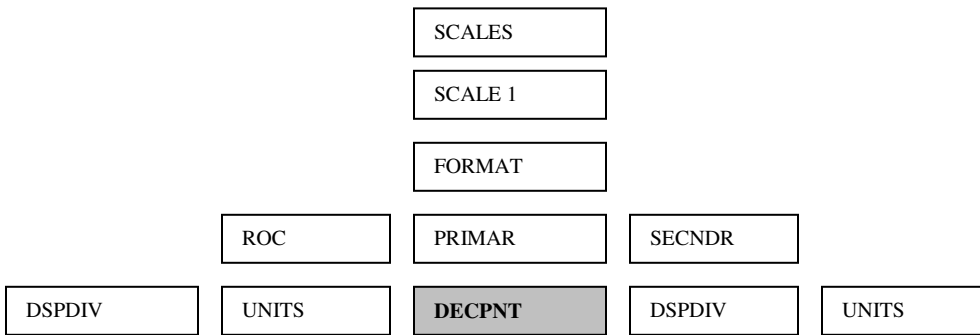 SCALES
SCALE 1
FORMAT
ROC PRIMAR SECNDR
DSPDIV UNITS DECPNT DSPDIV UNITS